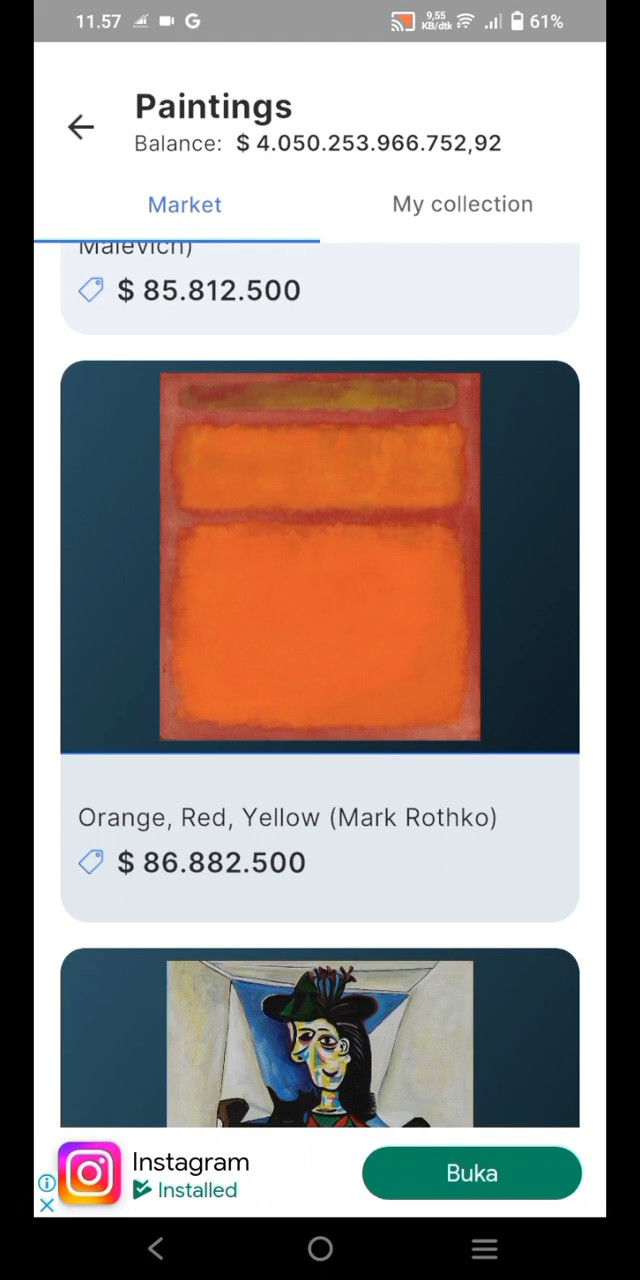 11.57
9,55
KB/dtk
61%
Paintings
Balance: $ 4.050.253.966.752,92
Market
My collection
Malevich)
$ 85.812.500
Orange, Red, Yellow (Mark Rothko)
$ 86.882.500
Instagram
Installed
Buka